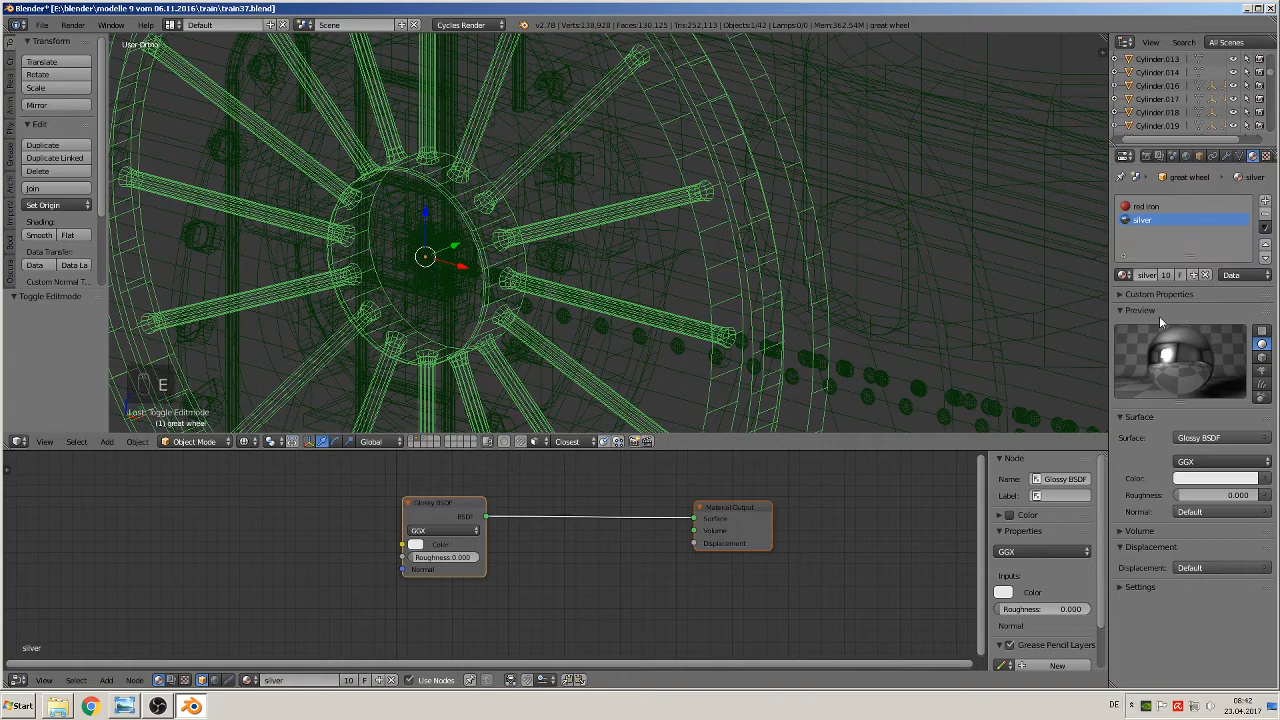 Blender* [E:\blender\modelle 9 vom 06.11.2016\train\train37.blend]
File Render Window Help Default Scene Cycles Render v2.78 | Verts:138,928 | Faces:130,125 | Tris:252,113 | Objects:1/42 | Lamps:0/0 | Mem:362.54M | great wheel
Transform
Translate
Rotate
Scale
Mirror
Edit
Duplicate
Duplicate Linked
Delete
Join
Set Origin
Shading:
Smooth Flat
Data Transfer:
Data Data La
Custom Normal T...
Toggle Editmode
User Ortho
E
Last: Toggle Editmode
(1) great wheel
View Select Add Object Object Mode Global Closest
View Search All Scenes
Cylinder.013
Cylinder.014
Cylinder.016
Cylinder.017
Cylinder.018
Cylinder.019
great wheel silver
red iron
silver
silver 10 F Data
Custom Properties
Preview
Surface
Surface: Glossy BSDF
GGX
Color:
Roughness: 0.000
Normal: Default
Volume
Displacement
Displacement: Default
Settings
Glossy BSDF
BSDF
GGX
Color
Roughness:0.000
Normal
Material Output
Surface
Volume
Displacement
silver
Node
Name: Glossy BSDF
Label:
Color
Properties
GGX
Inputs:
Color
Roughness: 0.000
Normal
Grease Pencil Layers
New
View Select Add Node silver 10 F Use Nodes
Start DE 08:42
23.04.2017